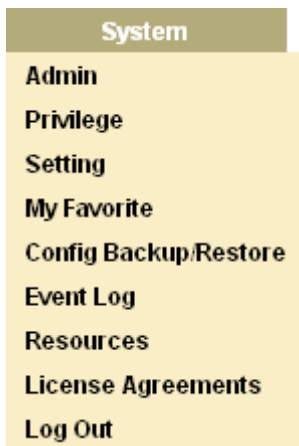 System
Admin
Privilege
Setting
My Favorite
Config Backup/Restore
Event Log
Resources
License Agreements
Log Out